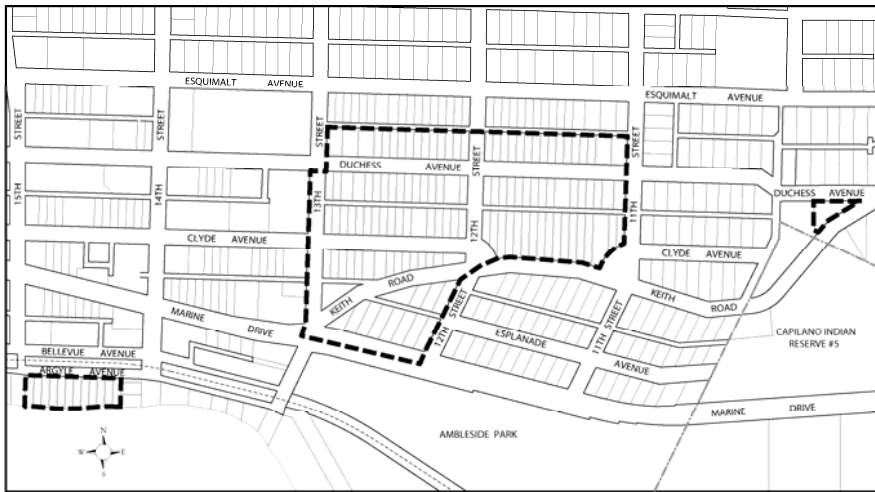 ESQUIMALT AVENUE
ESQUIMALT AVENUE
STREET
STREET
STREET
STREET
STREET
DUCHESS AVENUE
DUCHESS AVENUE
15TH
14TH
13TH
12TH
11TH
CLYDE AVENUE
CLYDE AVENUE
KEITH ROAD
KEITH ROAD
MARINE DRIVE
12TH STREET
11TH STREET
ESPLANADE AVENUE
CAPILANO INDIAN
RESERVE #5
BELLEVUE AVENUE
ARGYLE AVENUE
MARINE DRIVE
AMBLESIDE PARK
N
W E
S